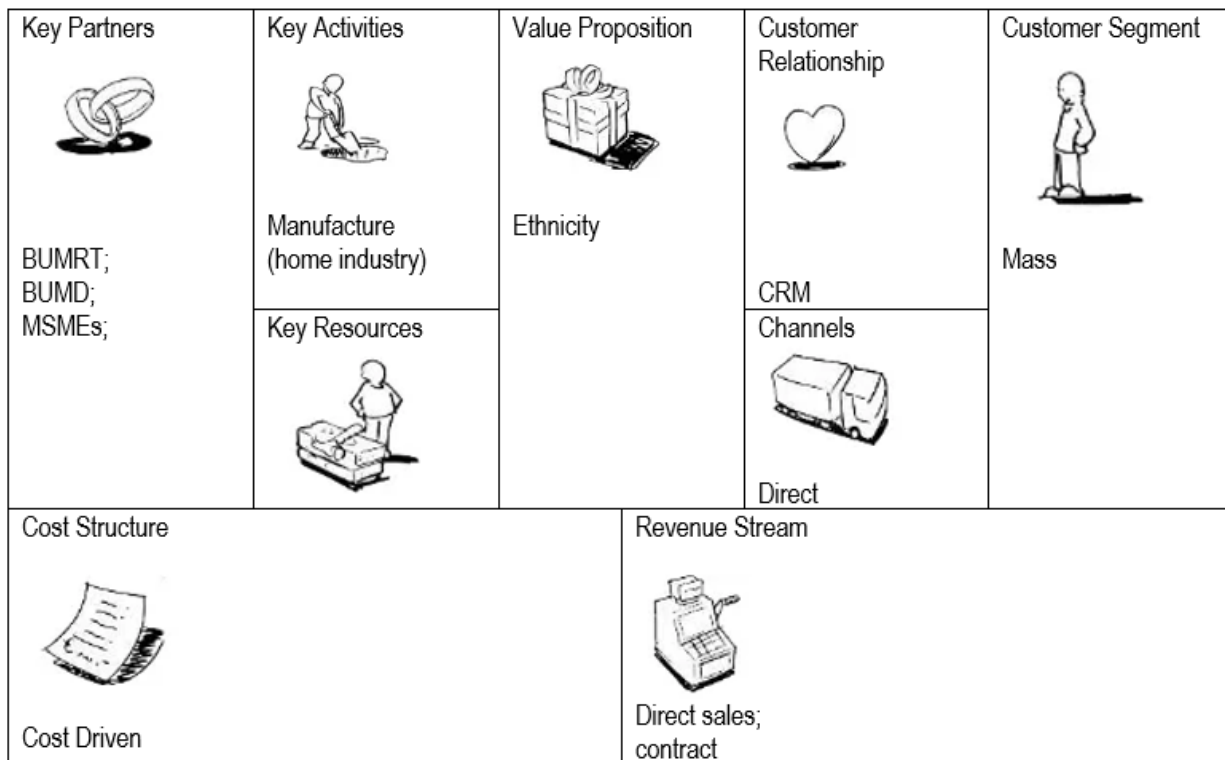 Key Partners
BUMRT;
BUMD;
MSMEs;
Key Activities
Manufacture
(home industry)
Key Resources
Value Proposition
Ethnicity
Customer
Relationship
CRM
Channels
Direct
Customer Segment
Mass
Cost Structure
Cost Driven
Revenue Stream
Direct sales;
contract